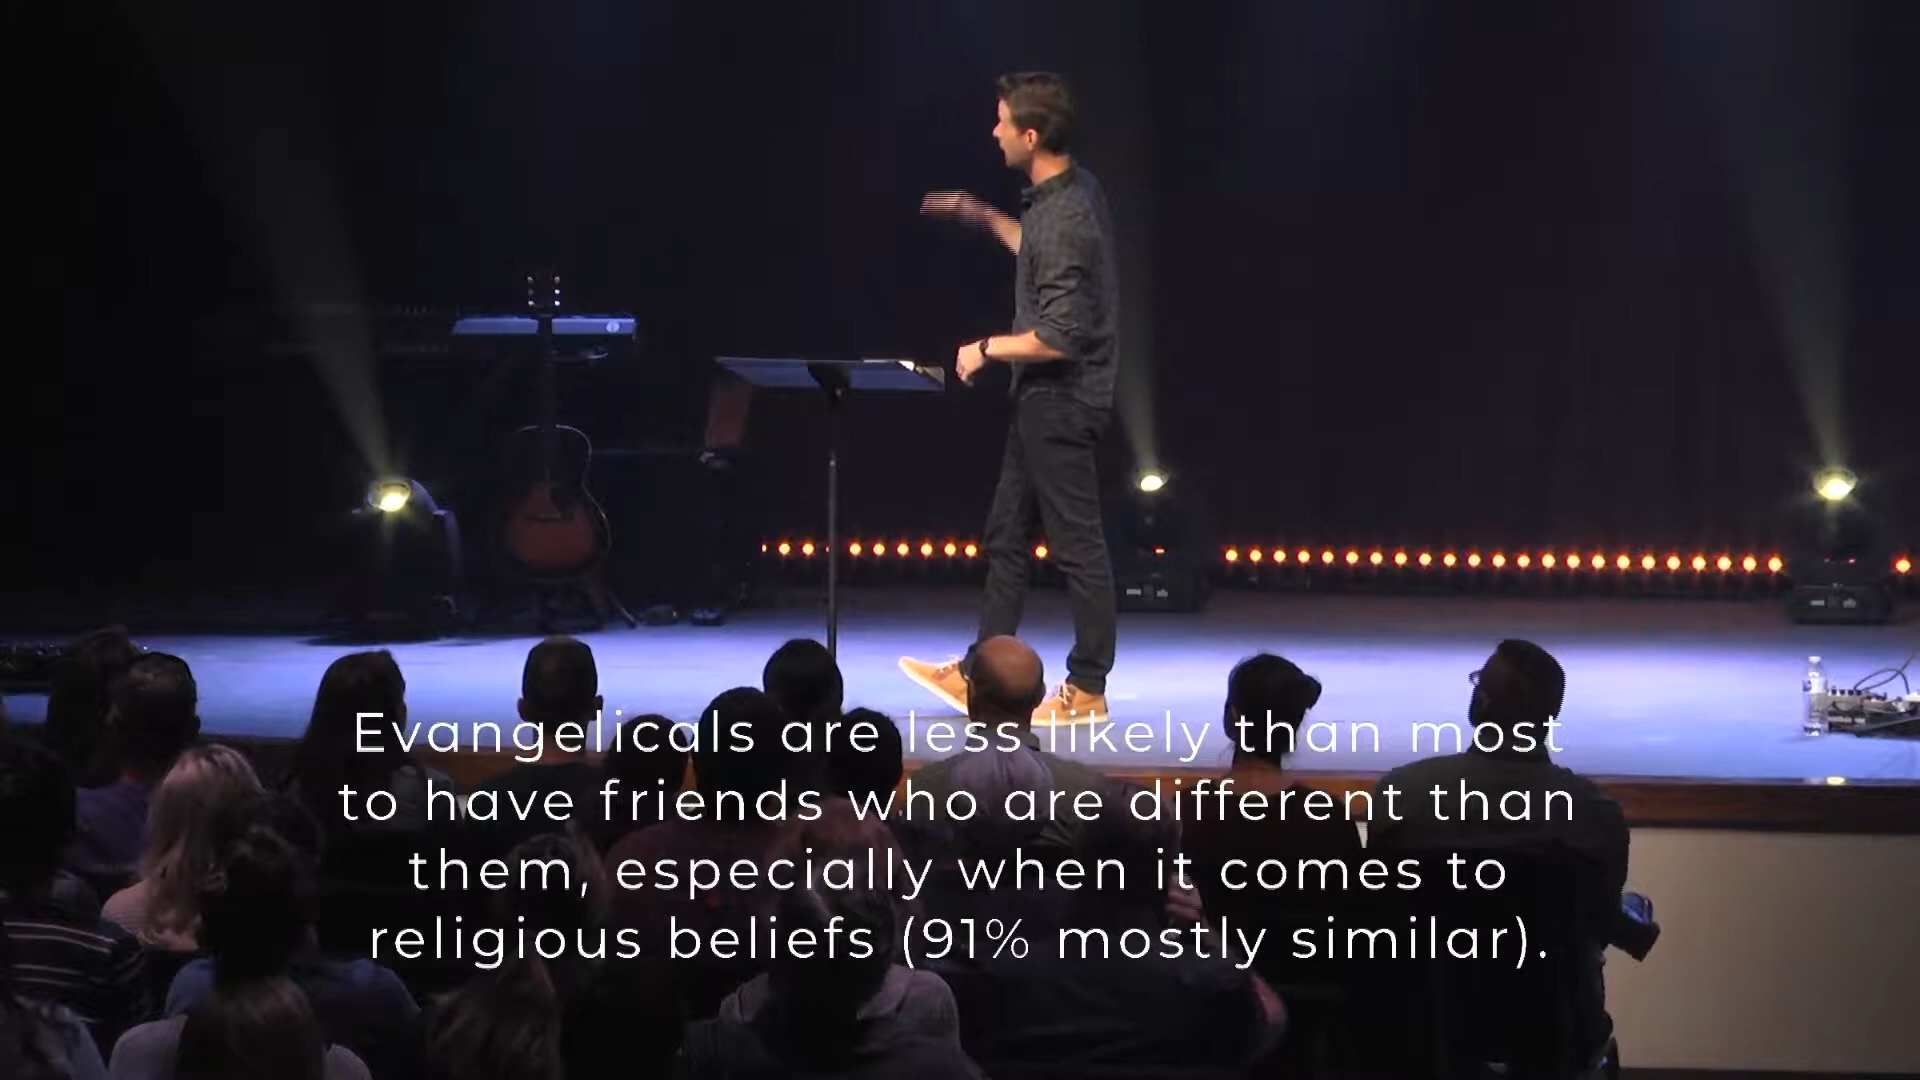 Evangelicals are less likely than most
to have friends who are different than
them, especially when it comes to
religious beliefs (91% mostly similar).